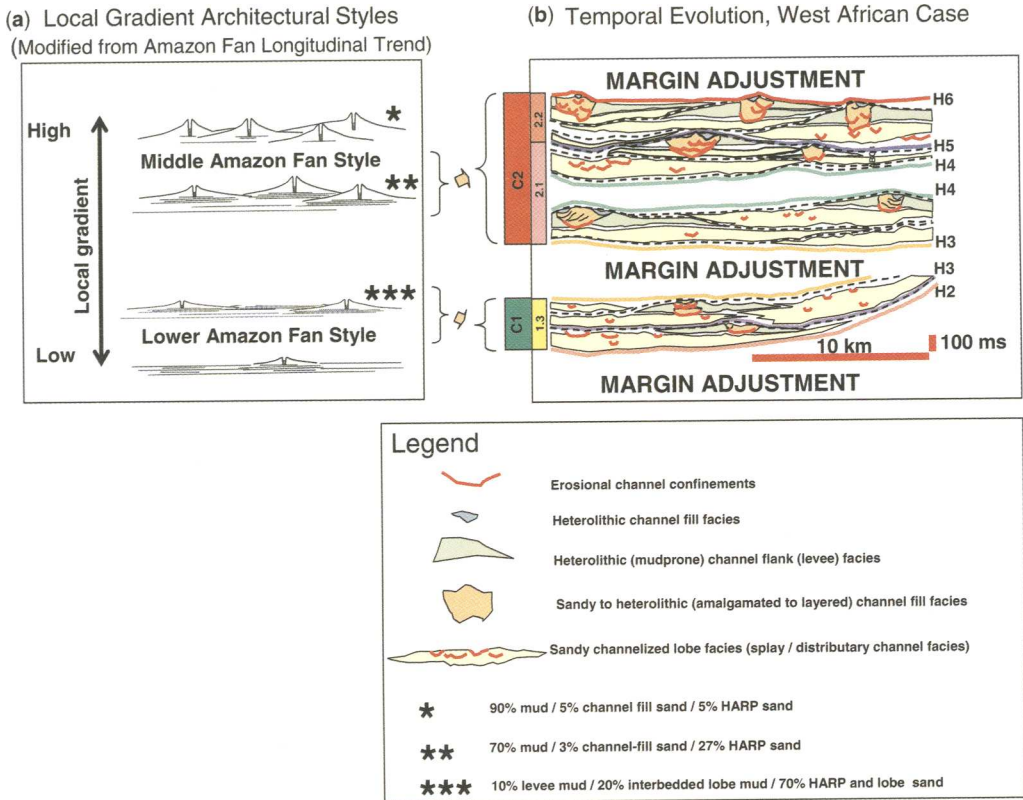 (a) Local Gradient Architectural Styles
(Modified from Amazon Fan Longitudinal Trend)
High
Local gradient
Low
*
Middle Amazon Fan Style
**
***
Lower Amazon Fan Style
(b) Temporal Evolution, West African Case
MARGIN ADJUSTMENT
C2
2.2
2.1
H6
H5
H4
H4
H3
MARGIN ADJUSTMENT
C1
1.3
H3
H2
10 km
100 ms
MARGIN ADJUSTMENT
Legend
Erosional channel confinements
Heterolithic channel fill facies
Heterolithic (mudprone) channel flank (levee) facies
Sandy to heterolithic (amalgamated to layered) channel fill facies
Sandy channelized lobe facies (splay / distributary channel facies)
* 90% mud / 5% channel fill sand / 5% HARP sand
** 70% mud / 3% channel-fill sand / 27% HARP sand
*** 10% levee mud / 20% interbedded lobe mud / 70% HARP and lobe sand